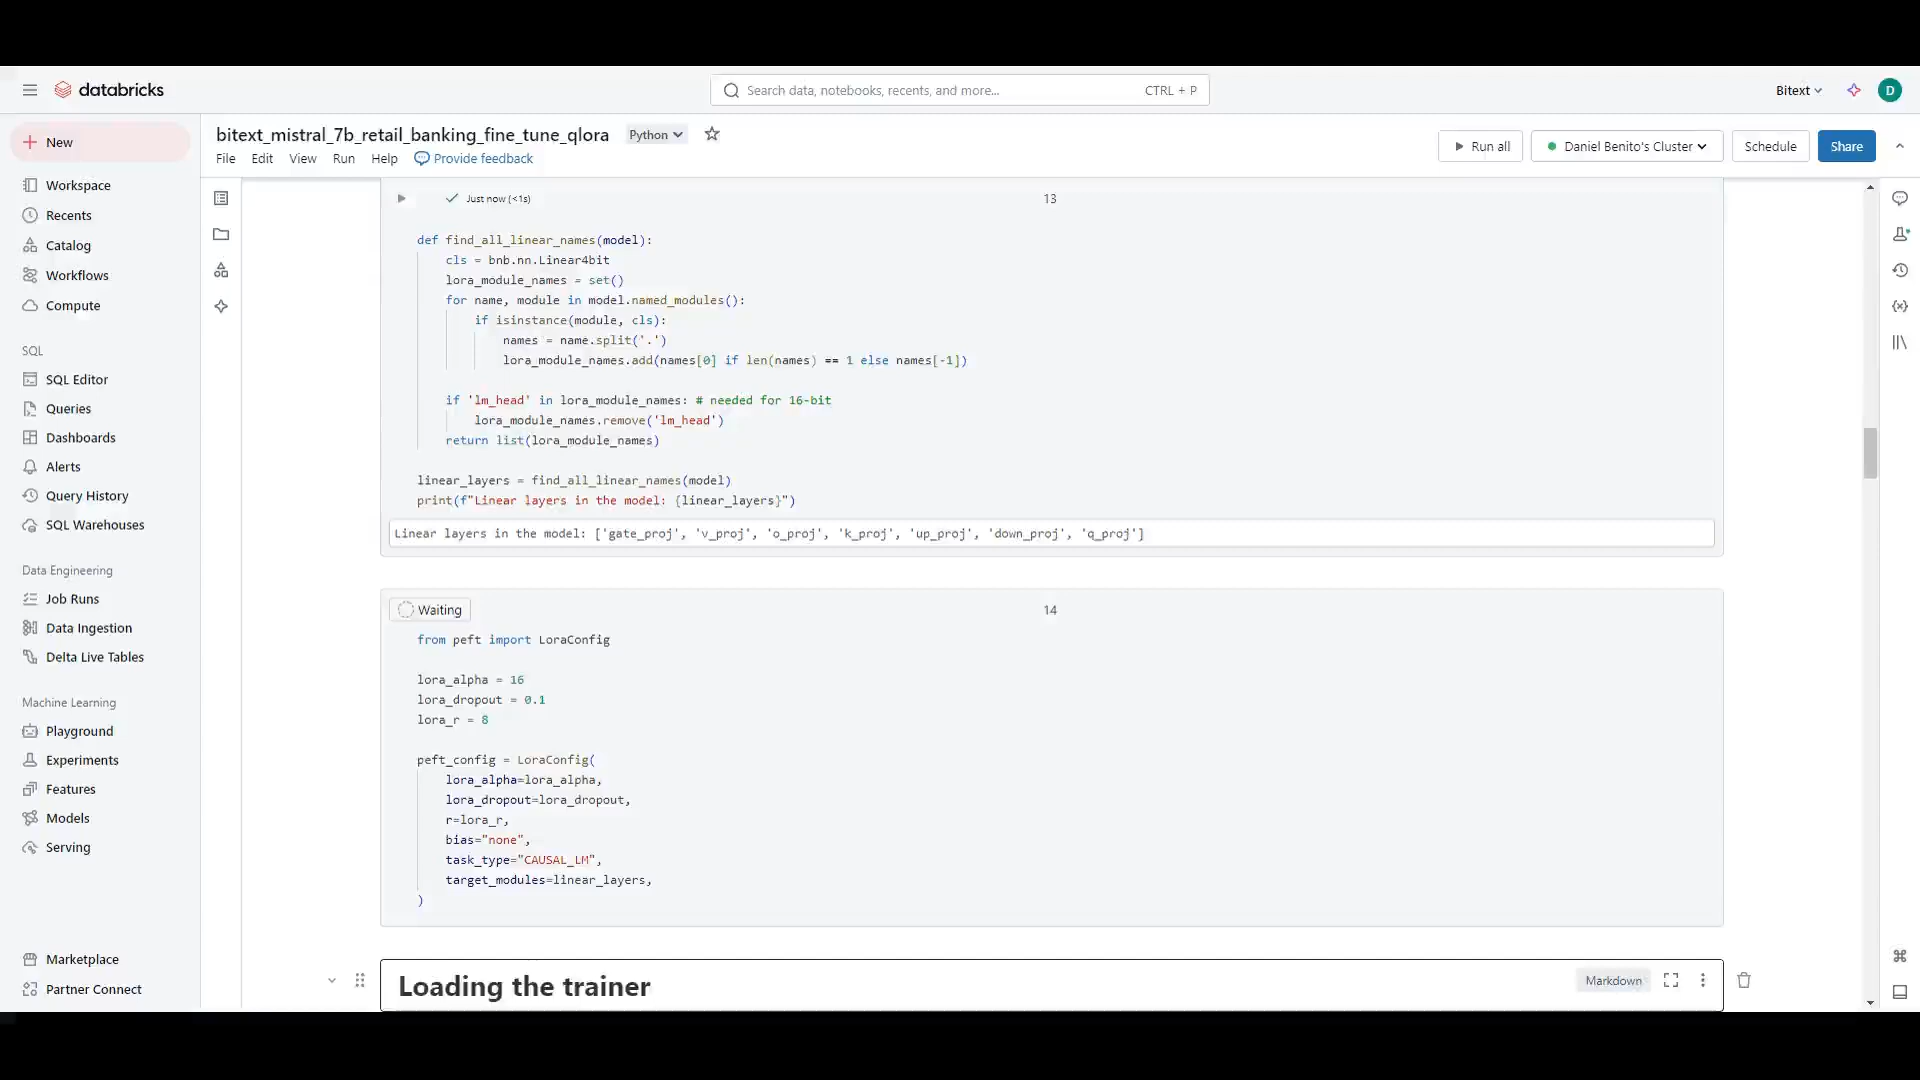 databricks
Search data, notebooks, recents, and more...
CTRL + P
Bitext
D
New
Workspace
Recents
Catalog
Workflows
Compute
SQL
SQL Editor
Queries
Dashboards
Alerts
Query History
SQL Warehouses
Data Engineering
Job Runs
Data Ingestion
Delta Live Tables
Machine Learning
Playground
Experiments
Features
Models
Serving
Marketplace
Partner Connect
bitext_mistral_7b_retail_banking_fine_tune_qlora
Python
File Edit View Run Help Provide feedback
Run all
Daniel Benito's Cluster
Schedule
Share
Just now (<1s)
13
def find_all_linear_names(model):
    cls = bnb.nn.Linear4bit
    lora_module_names = set()
    for name, module in model.named_modules():
        if isinstance(module, cls):
            names = name.split('.')
            lora_module_names.add(names[0] if len(names) == 1 else names[-1])
    if 'lm_head' in lora_module_names: # needed for 16-bit
        lora_module_names.remove('lm_head')
    return list(lora_module_names)
linear_layers = find_all_linear_names(model)
print(f"Linear layers in the model: {linear_layers}")
Linear layers in the model: ['gate_proj', 'v_proj', 'o_proj', 'k_proj', 'up_proj', 'down_proj', 'q_proj']
Waiting
14
from peft import LoraConfig
lora_alpha = 16
lora_dropout = 0.1
lora_r = 8
peft_config = LoraConfig(
    lora_alpha=lora_alpha,
    lora_dropout=lora_dropout,
    r=lora_r,
    bias="none",
    task_type="CAUSAL_LM",
    target_modules=linear_layers,
)
Loading the trainer
Markdown